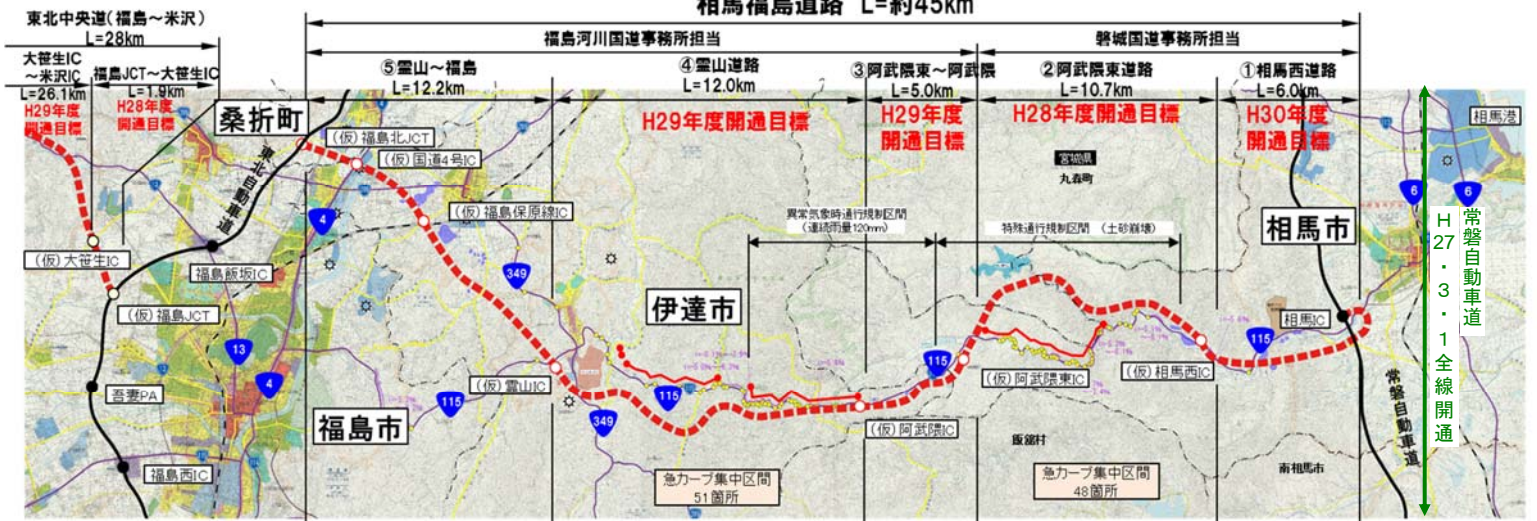 相馬福島道路 L=約45km
東北中央道(福島～米沢)
L=28km
福島河川国道事務所担当
磐城国道事務所担当
大笹生IC
～米沢IC
L=26.1km
H29年度
開通目標
福島JCT～大笹生IC
L=1.9km
H28年度
開通目標
⑤霊山～福島
L=12.2km
④霊山道路
L=12.0km
H29年度開通目標
③阿武隈東～阿武隈
L=5.0km
H29年度
開通目標
②阿武隈東道路
L=10.7km
H28年度開通目標
①相馬西道路
L=6.0km
H30年度
開通目標
桑折町
東北自動車道
(仮)福島北JCT
(仮)国道4号IC
(仮)福島保原線IC
4
349
宮城県
丸森町
相馬港
6
6
異常気象時通行規制区間
(連続雨量120mm)
特殊通行規制区間 (土砂崩壊)
相馬市
常磐自動車道
H27・3・1全線開通
(仮)大笹生IC
福島飯坂IC
(仮)福島JCT
伊達市
相馬IC
13
4
115
115
吾妻PA
(仮)霊山IC
115
115
349
(仮)阿武隈IC
(仮)阿武隈東IC
(仮)相馬西IC
福島市
福島西IC
飯舘村
南相馬市
常磐自動車道
急カーブ集中区間
51箇所
急カーブ集中区間
48箇所